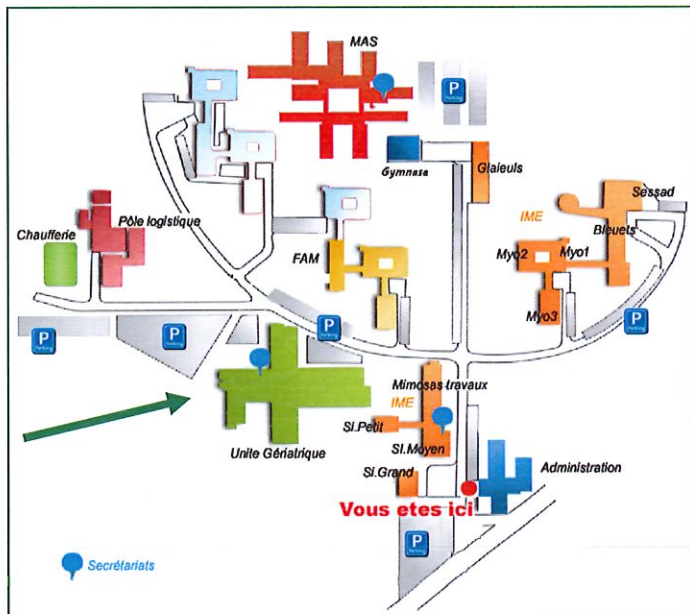 MAS
P
Parking
Gymnase
Glaieuls
Sessad
IME
Bleuets
Pôle logistique
Chaufferie
FAM
Myo2
Myo1
Myo3
P
Parking
P
Parking
P
Parking
P
Parking
Mimosas travaux
IME
SI.Petit
SI.Moyen
Unite Gériatrique
SI.Grand
Administration
Vous etes ici
P
Parking
Secrétariats